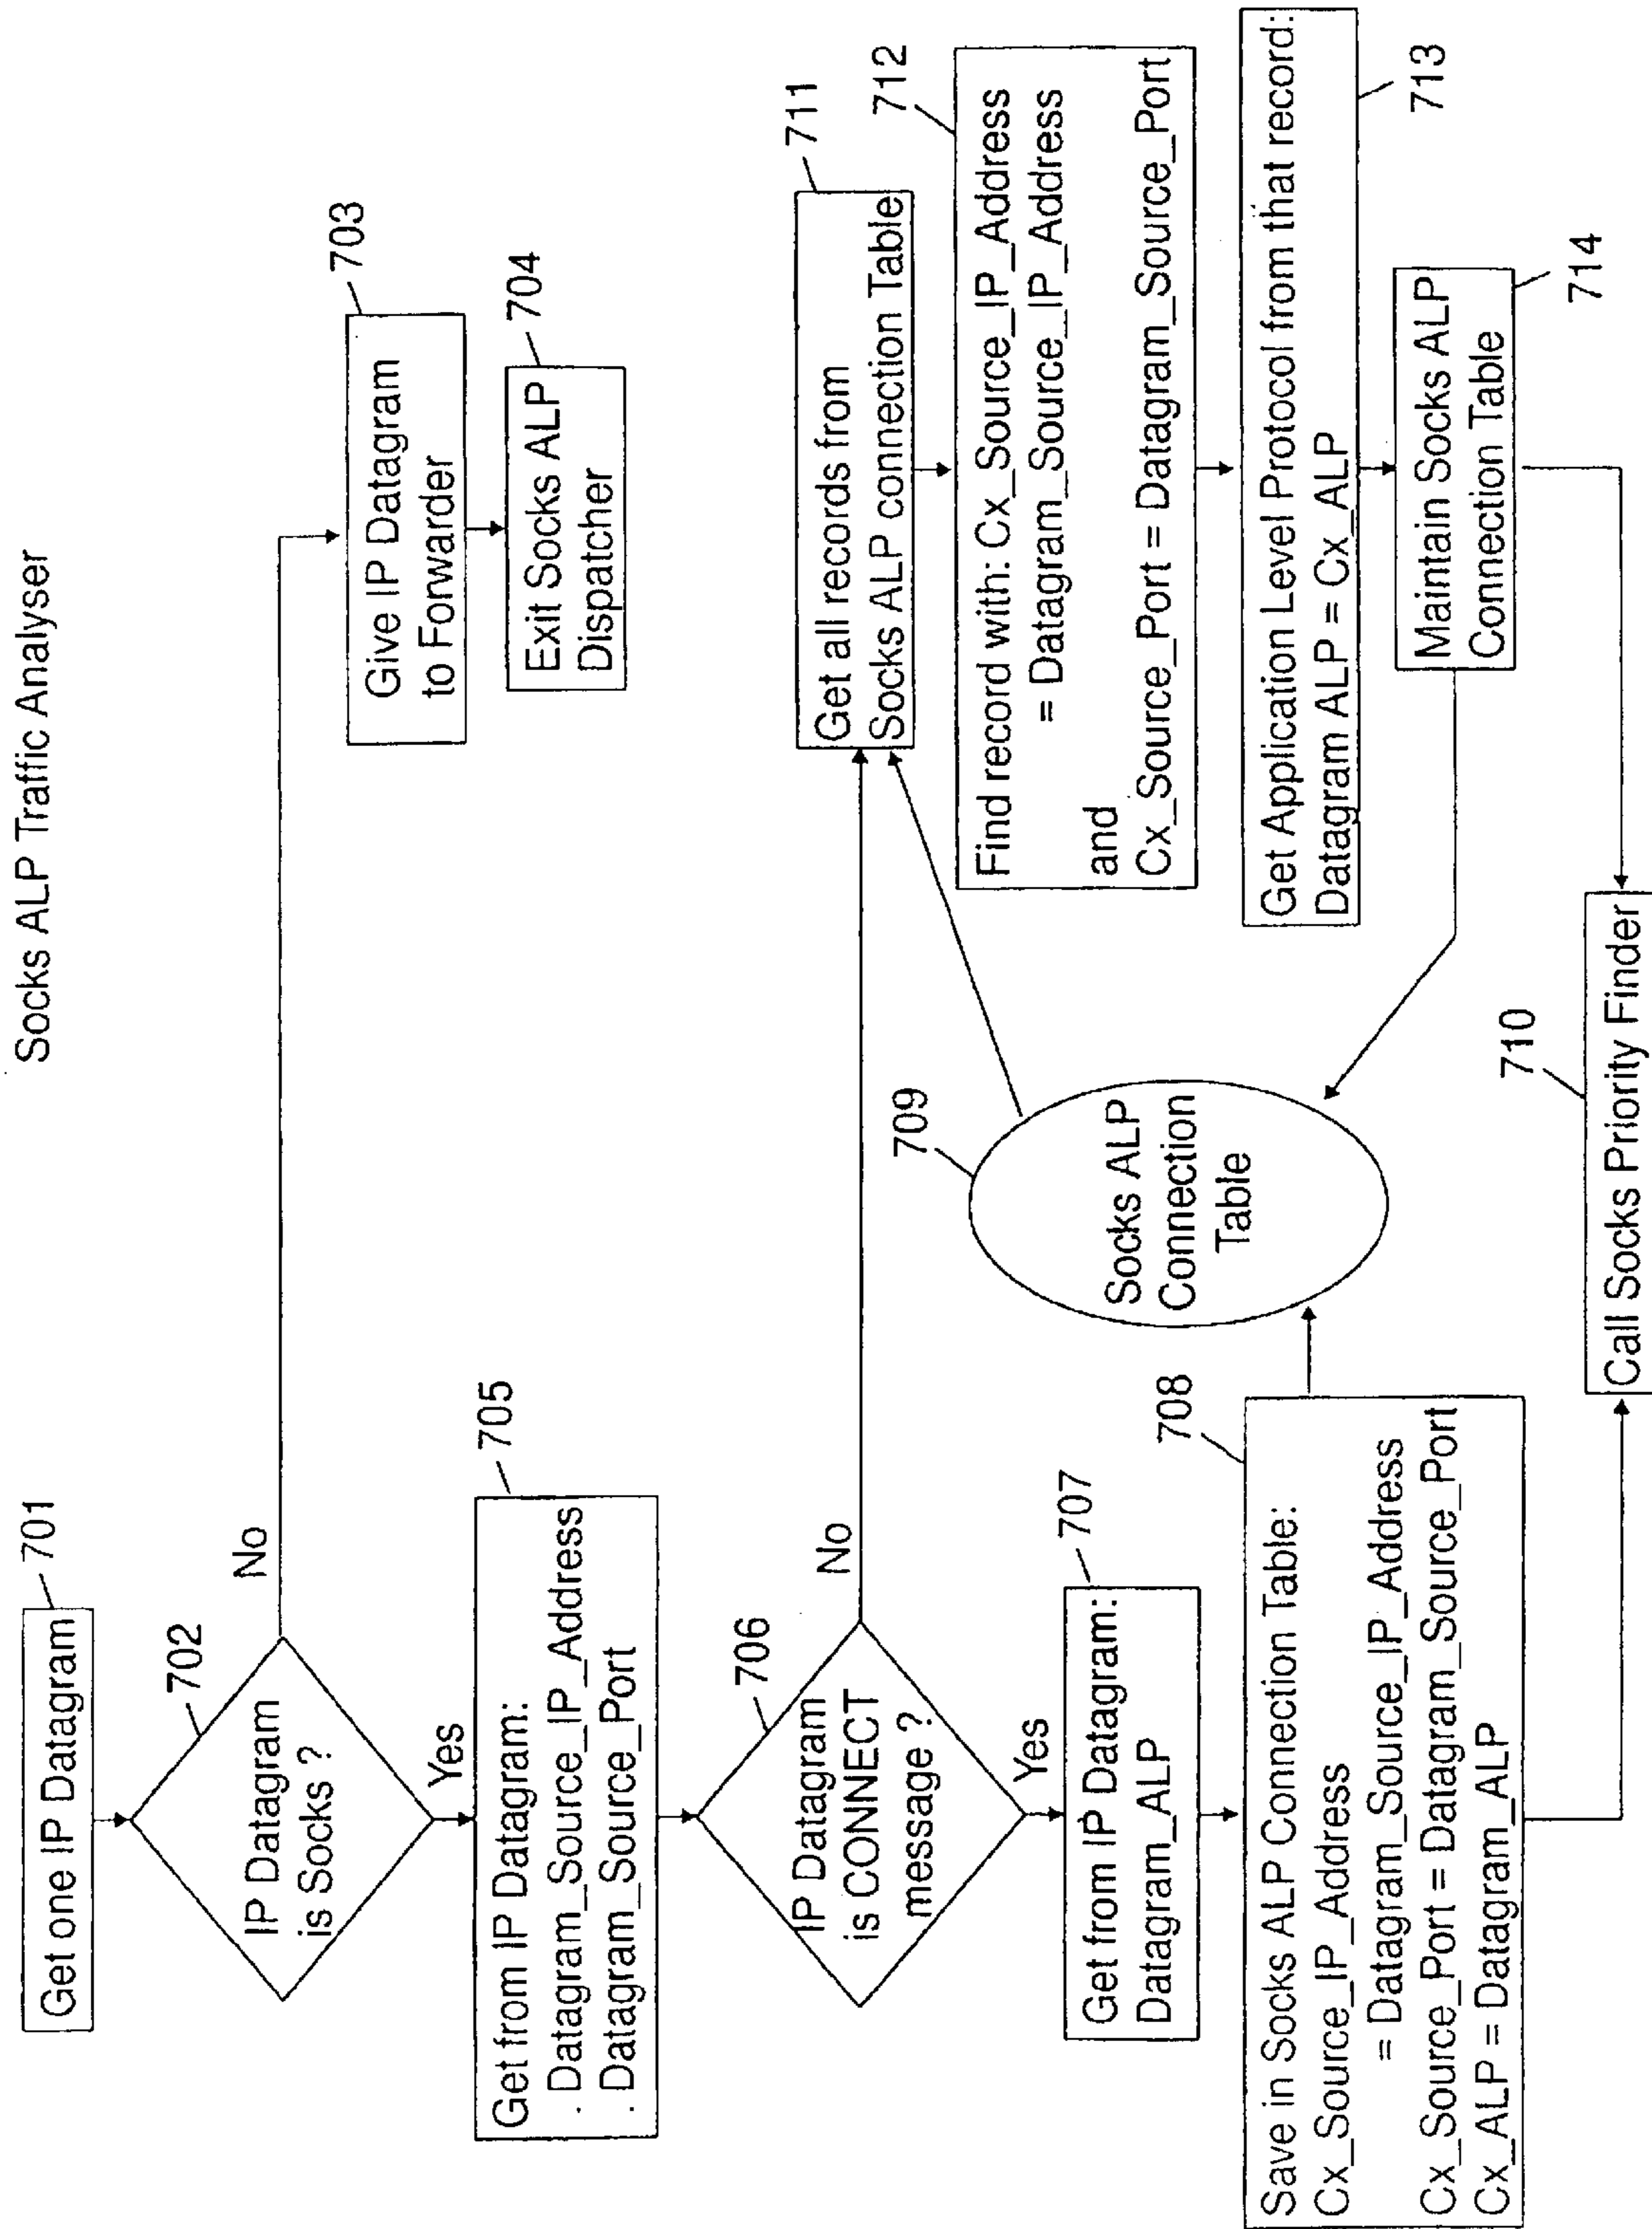 Socks ALP Traffic Analyser
Get one IP Datagram
701
IP Datagram
is Socks ?
702
No
Yes
Give IP Datagram
to Forwarder
703
Exit Socks ALP
Dispatcher
704
Get from IP Datagram:
. Datagram_Source_IP_Address
. Datagram_Source_Port
705
IP Datagram
is CONNECT
message ?
706
No
Yes
Get from IP Datagram:
Datagram_ALP
707
Save in Socks ALP Connection Table:
Cx_Source_IP_Address
= Datagram_Source_IP_Address
Cx_Source_Port = Datagram_Source_Port
Cx_ALP = Datagram_ALP
708
Socks ALP
Connection
Table
709
Get all records from
Socks ALP connection Table
711
Find record with: Cx_Source_IP_Address
= Datagram_Source_IP_Address
and
Cx_Source_Port = Datagram_Source_Port
712
Get Application Level Protocol from that record:
Datagram ALP = Cx_ALP
713
Maintain Socks ALP
Connection Table
714
Call Socks Priority Finder
710